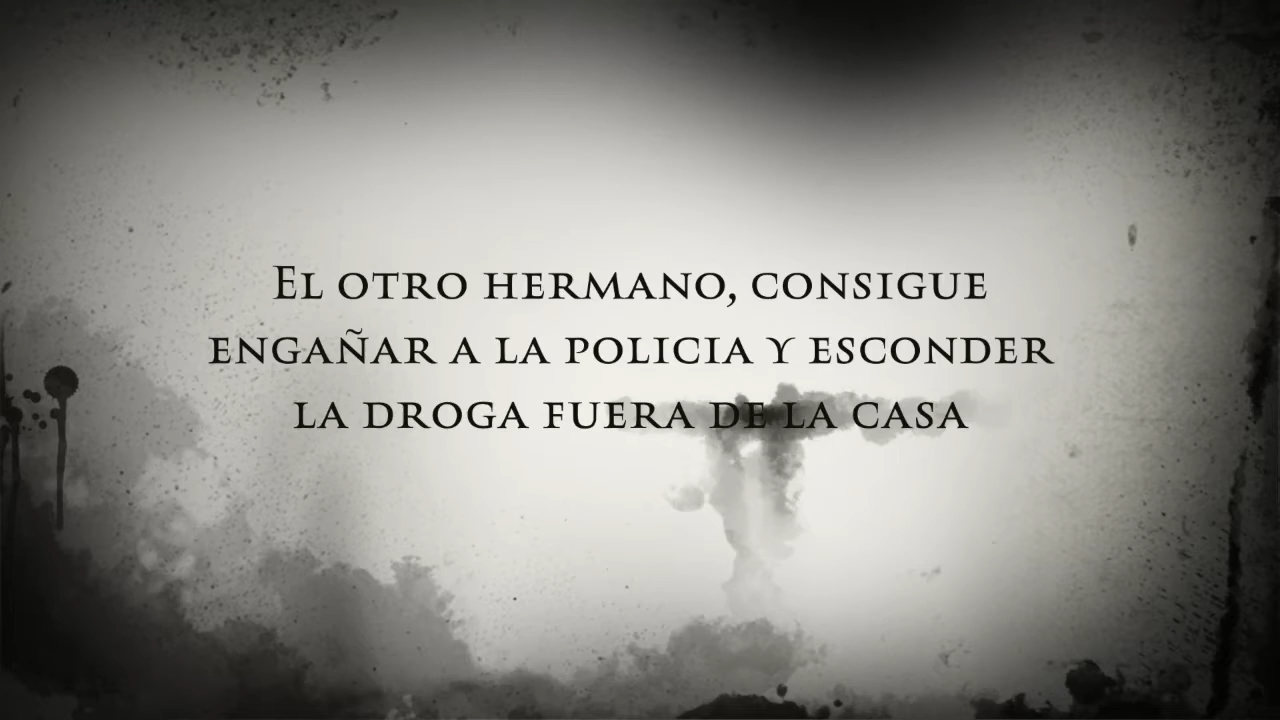 El otro hermano, consigue
engañar a la policia y esconder
la droga fuera de la casa